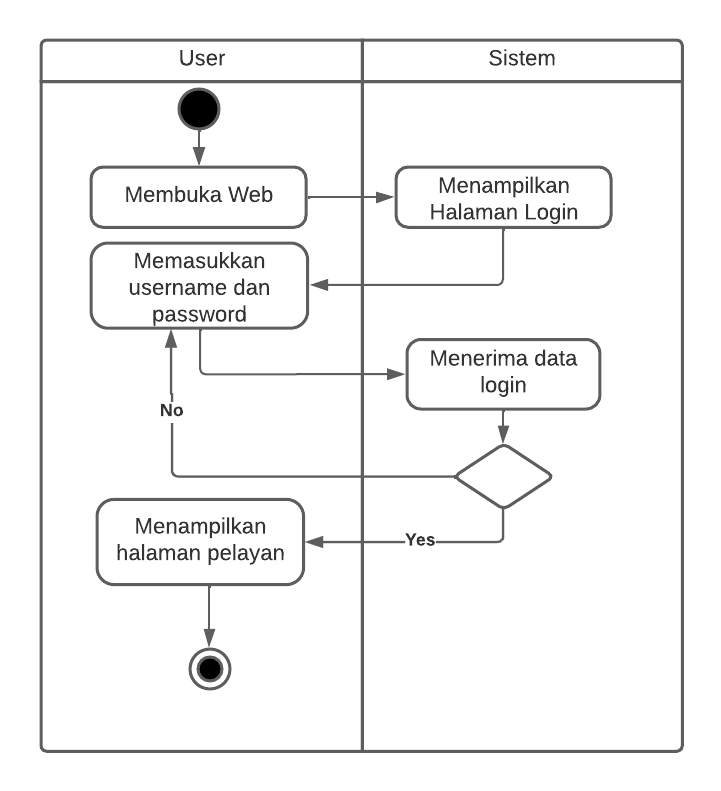 User
Sistem
Membuka Web
Menampilkan
Halaman Login
Memasukkan
username dan
password
Menerima data
login
No
Yes
Menampilkan
halaman pelayan